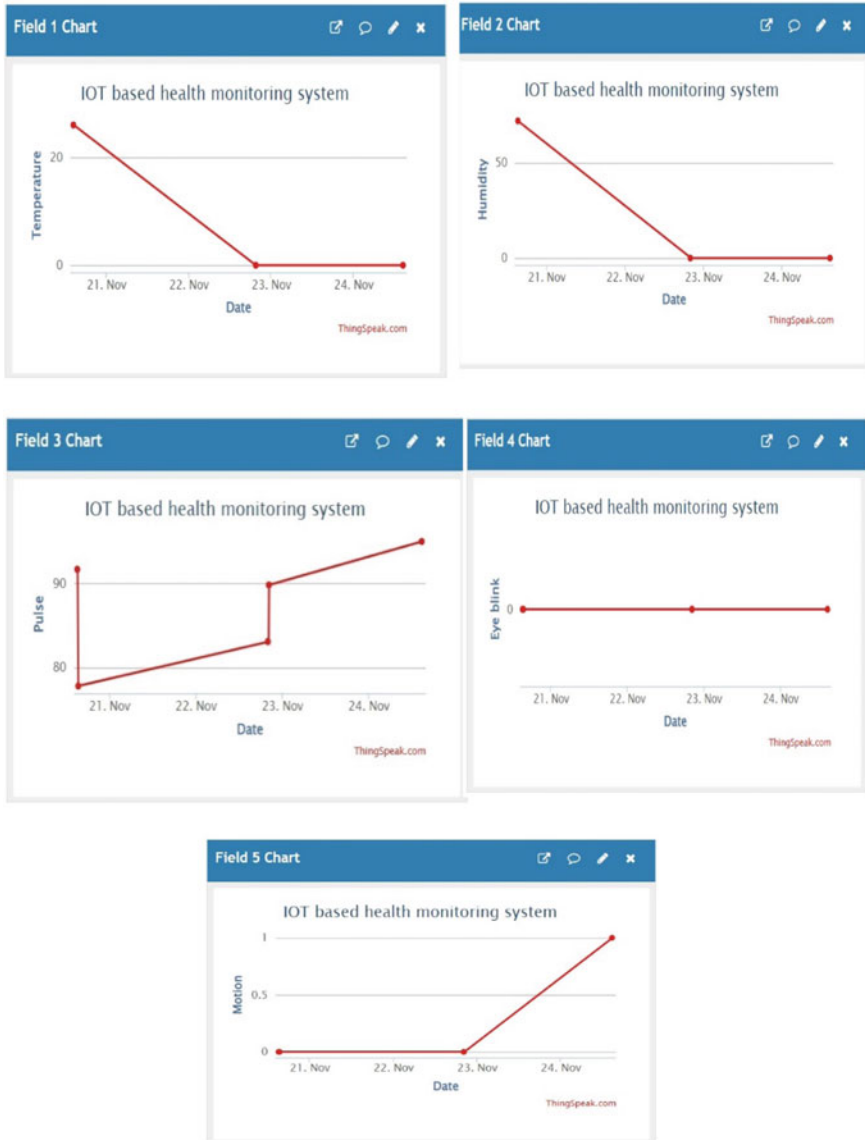 Field 1 Chart
IOT based health monitoring system
Temperature
20
0
21. Nov 22. Nov 23. Nov 24. Nov
Date
ThingSpeak.com
Field 2 Chart
IOT based health monitoring system
Humidity
50
0
21. Nov 22. Nov 23. Nov 24. Nov
Date
ThingSpeak.com
Field 3 Chart
IOT based health monitoring system
Pulse
90
80
21. Nov 22. Nov 23. Nov 24. Nov
Date
ThingSpeak.com
Field 4 Chart
IOT based health monitoring system
Eye blink
0
21. Nov 22. Nov 23. Nov 24. Nov
Date
ThingSpeak.com
Field 5 Chart
IOT based health monitoring system
Motion
1
0.5
0
21. Nov 22. Nov 23. Nov 24. Nov
Date
ThingSpeak.com